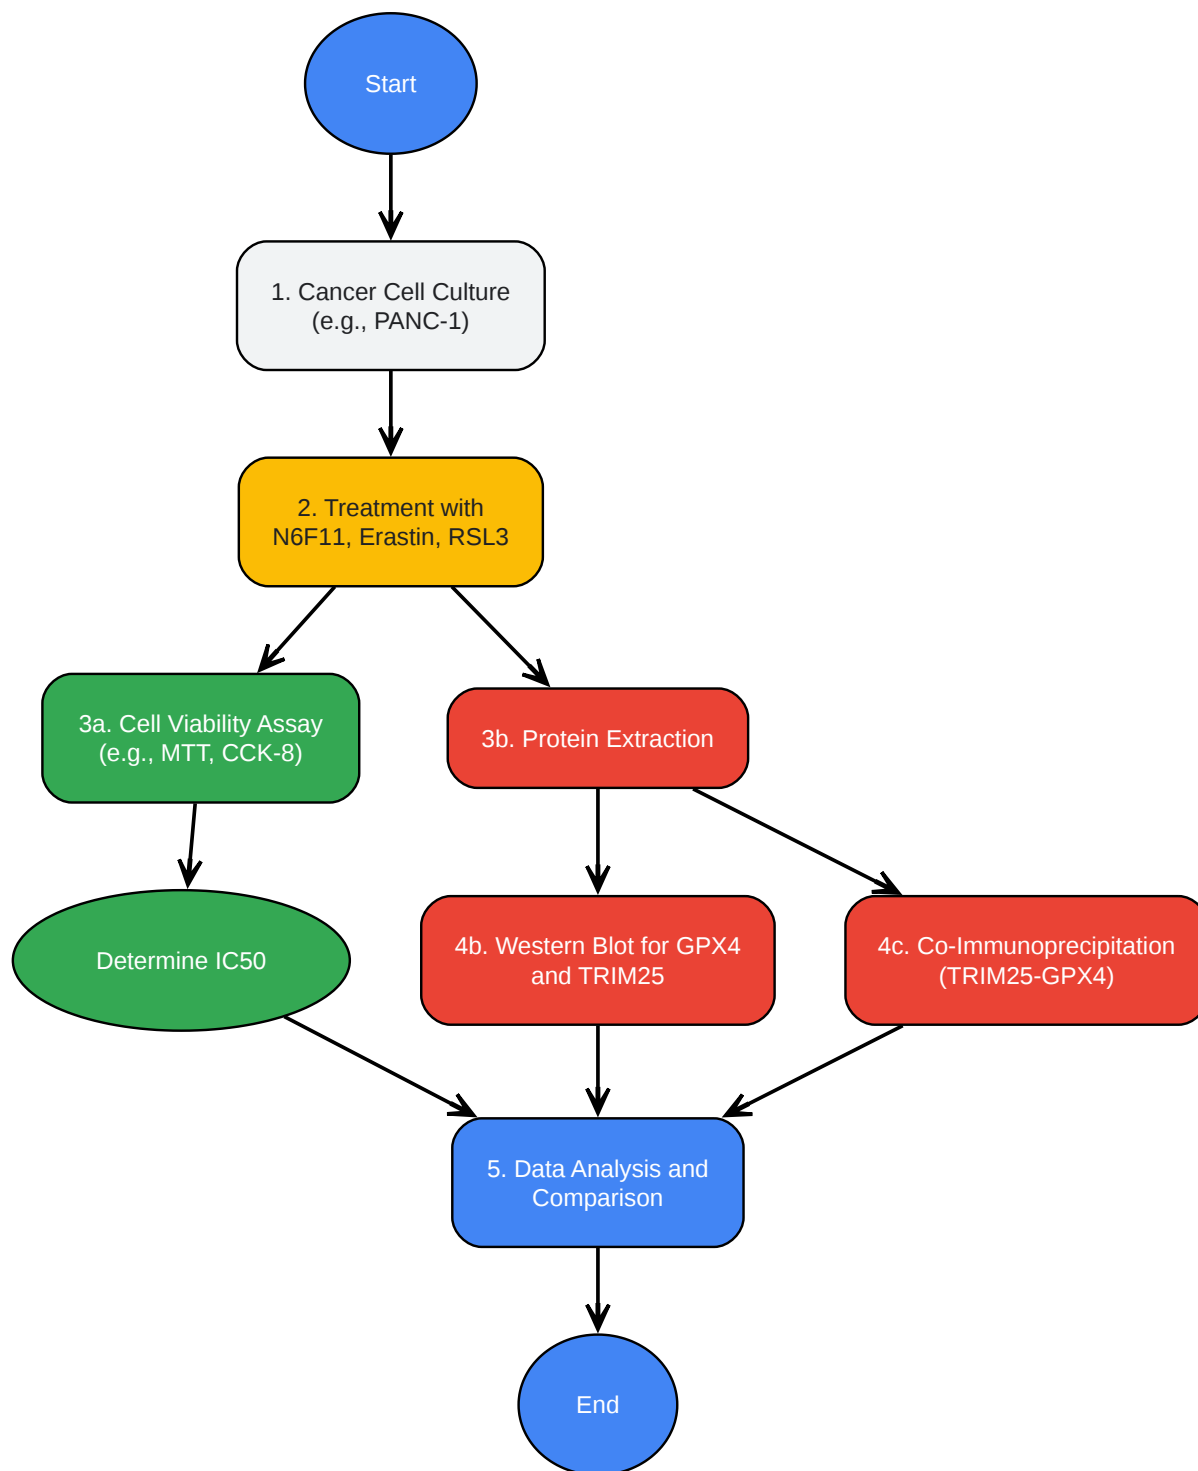 Start
1. Cancer Cell Culture
(e.g., PANC-1)
2. Treatment with
N6F11, Erastin, RSL3
3a. Cell Viability Assay
(e.g., MTT, CCK-8)
3b. Protein Extraction
Determine IC50
4b. Western Blot for GPX4
and TRIM25
4c. Co-Immunoprecipitation
(TRIM25-GPX4)
5. Data Analysis and
Comparison
End